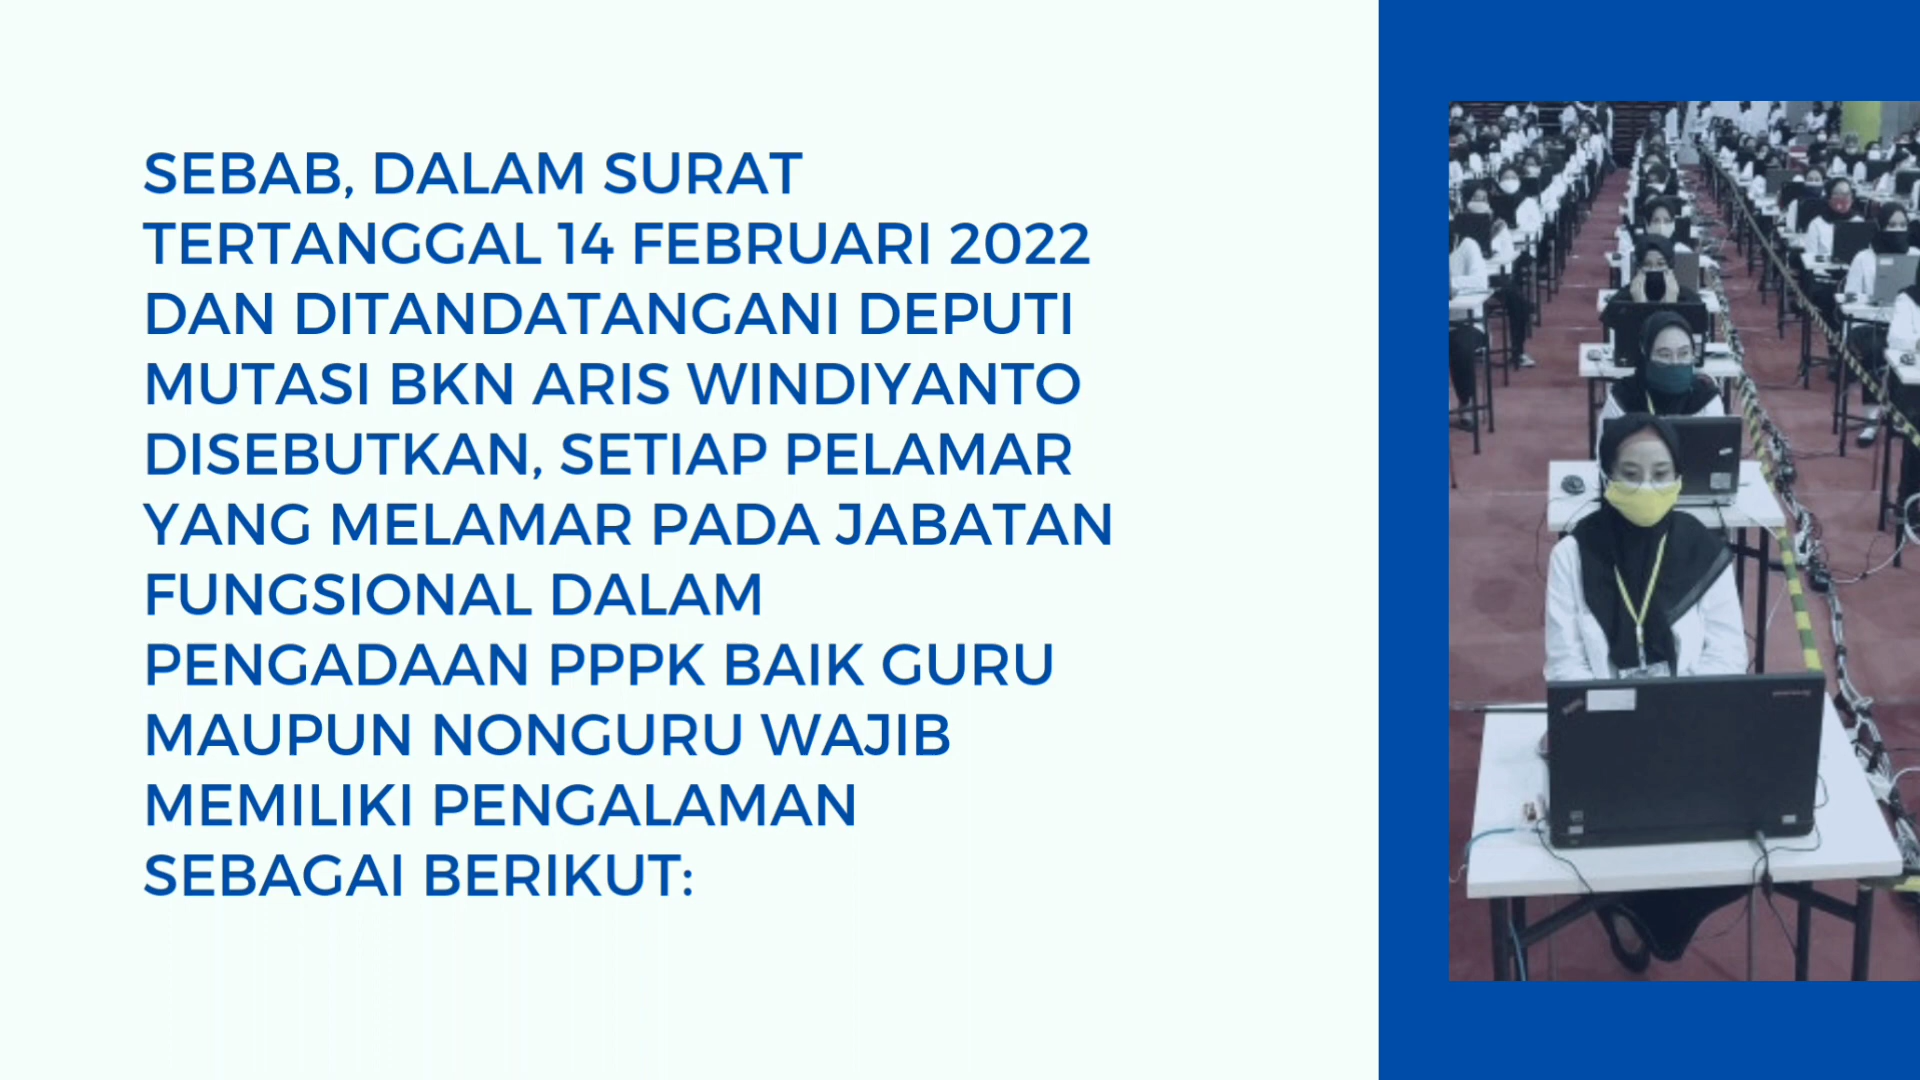 SEBAB, DALAM SURAT
TERTANGGAL 14 FEBRUARI 2022
DAN DITANDATANGANI DEPUTI
MUTASI BKN ARIS WINDIYANTO
DISEBUTKAN, SETIAP PELAMAR
YANG MELAMAR PADA JABATAN
FUNGSIONAL DALAM
PENGADAAN PPPK BAIK GURU
MAUPUN NONGURU WAJIB
MEMILIKI PENGALAMAN
SEBAGAI BERIKUT: